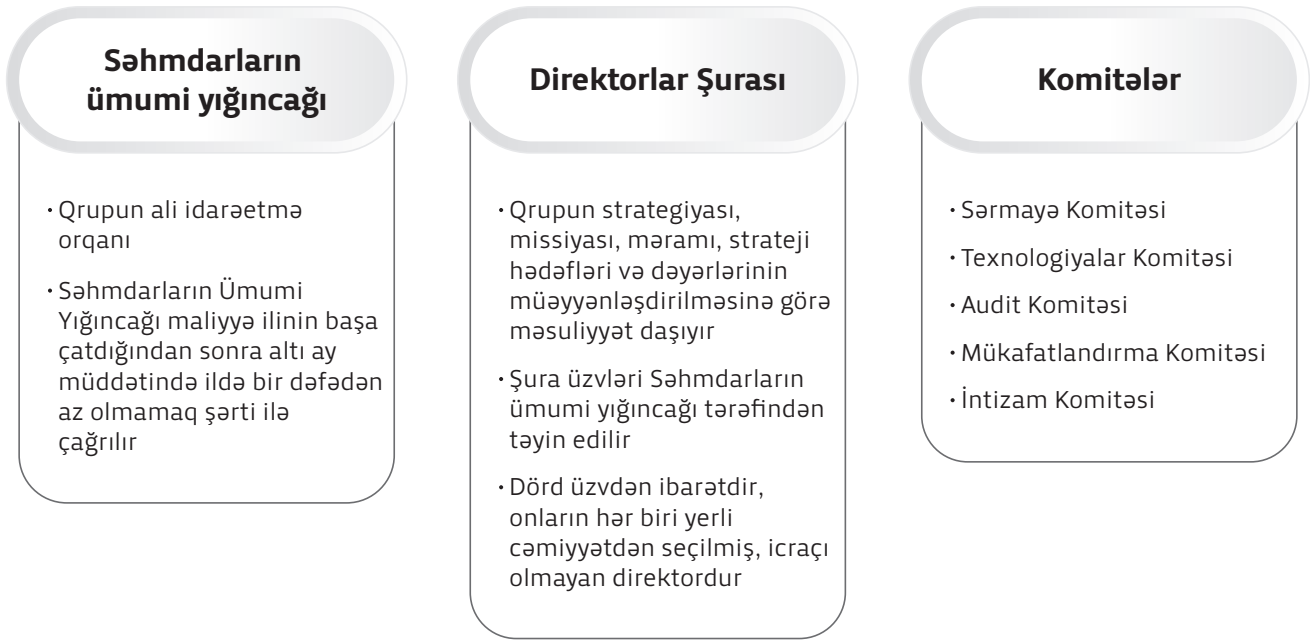 Səhmdarların
ümumi yığıncağı
· Qrupun ali idarəetmə
orqanı
· Səhmdarların Ümumi
Yığıncağı maliyyə ilinin başa
çatdığından sonra altı ay
müddətində ildə bir dəfədən
az olmamaq şərti ilə
çağrılır
Direktorlar Şurası
· Qrupun strategiyası,
missiyası, məramı, strateji
hədəfləri və dəyərlərinin
müəyyənləşdirilməsinə görə
məsuliyyət daşıyır
· Şura üzvləri Səhmdarların
ümumi yığıncağı tərəfindən
təyin edilir
· Dörd üzvdən ibarətdir,
onların hər biri yerli
cəmiyyətdən seçilmiş, icraçı
olmayan direktordur
Komitələr
· Sərmayə Komitəsi
· Texnologiyalar Komitəsi
· Audit Komitəsi
· Mükafatlandırma Komitəsi
· İntizam Komitəsi